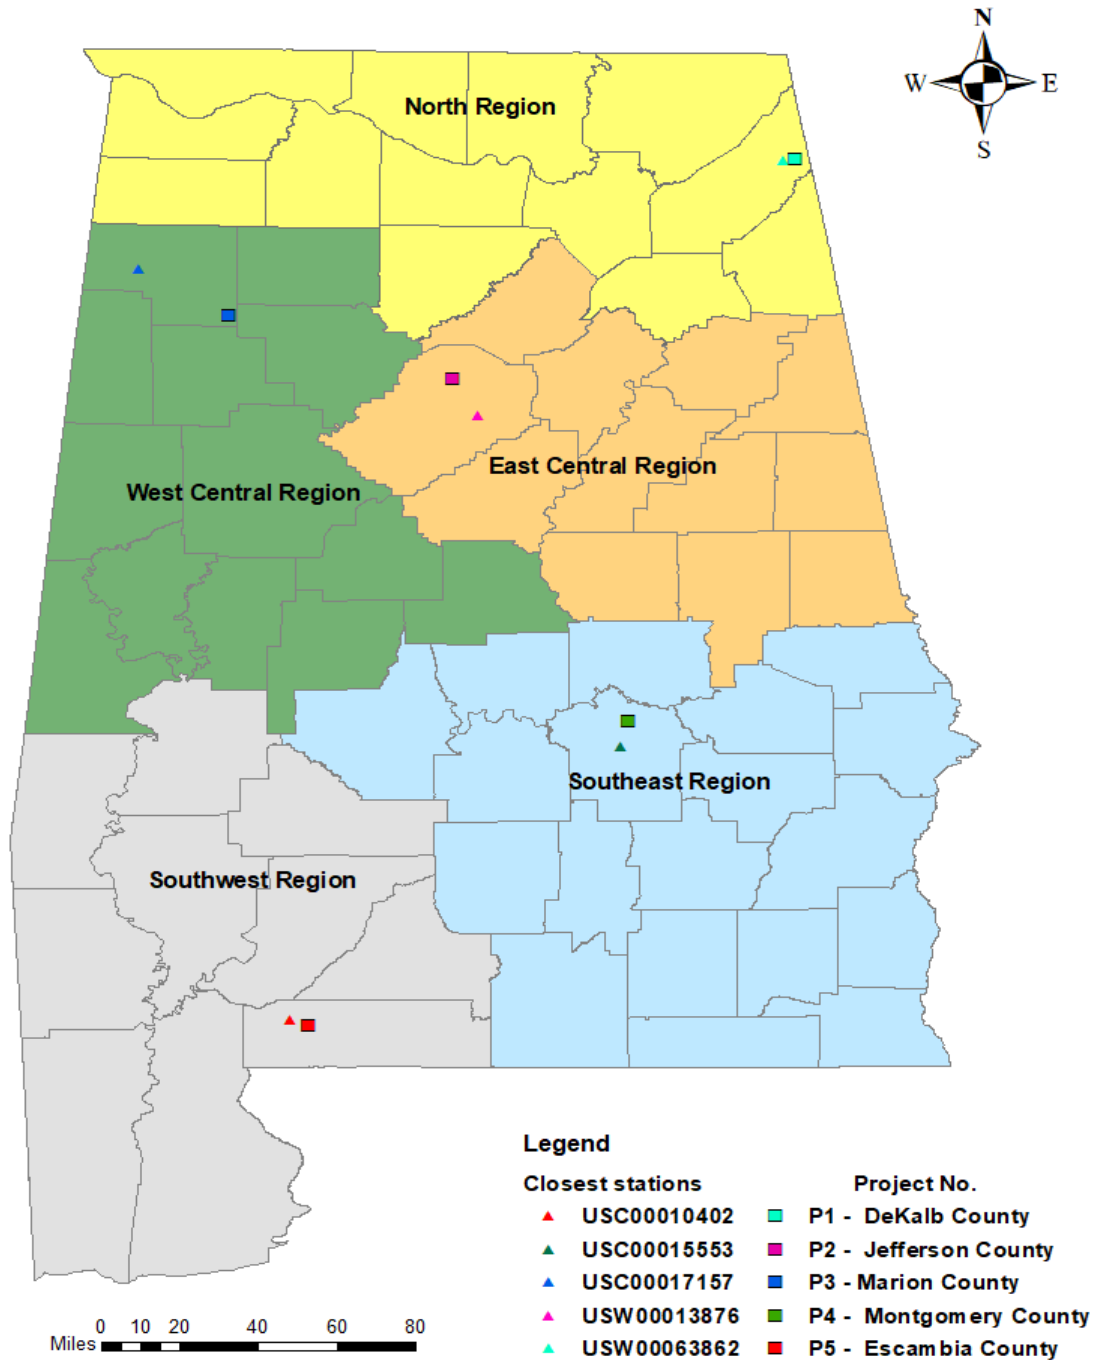 N
W E
S
North Region
East Central Region
West Central Region
Southeast Region
Southwest Region
Legend
Closest stations Project No.
USC00010402 P1 - DeKalb County
USC00015553 P2 - Jefferson County
USC00017157 P3 - Marion County
USW00013876 P4 - Montgomery County
USW00063862 P5 - Escambia County
0 10 20 40 60 80
Miles